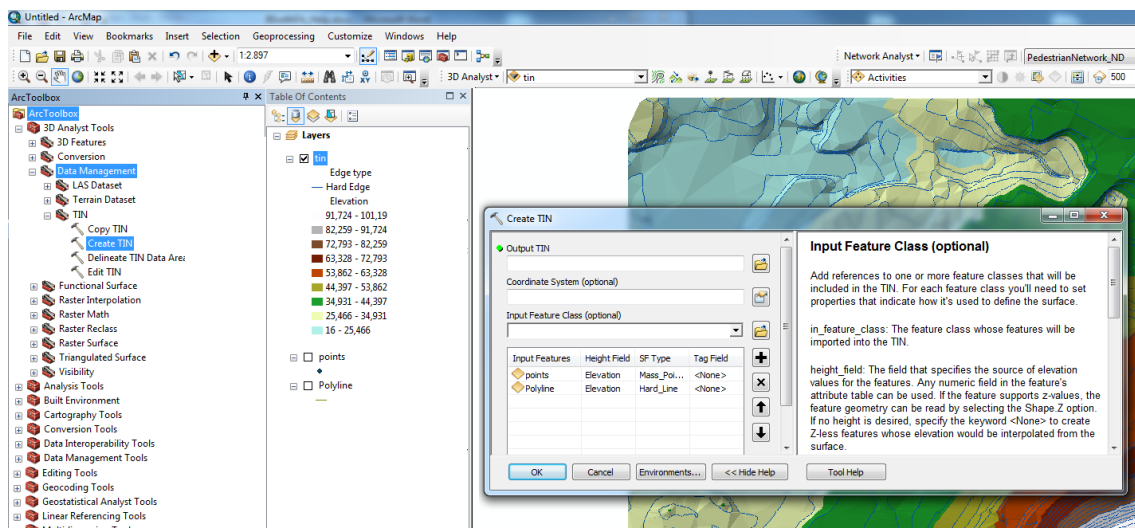 Untitled - ArcMap
File Edit View Bookmarks Insert Selection Geoprocessing Customize Windows Help
1:2.897
Network Analyst
PedestrianNetwork_ND
3D Analyst
tin
Activities
500
ArcToolbox
ArcToolbox
3D Analyst Tools
3D Features
Conversion
Data Management
LAS Dataset
Terrain Dataset
TIN
Copy TIN
Create TIN
Delineate TIN Data Area
Edit TIN
Functional Surface
Raster Interpolation
Raster Math
Raster Reclass
Raster Surface
Triangulated Surface
Visibility
Analysis Tools
Built Environment
Cartography Tools
Conversion Tools
Data Interoperability Tools
Data Management Tools
Editing Tools
Geocoding Tools
Geostatistical Analyst Tools
Linear Referencing Tools
Table Of Contents
Layers
tin
Edge type
Hard Edge
Elevation
91,724 - 101,19
82,259 - 91,724
72,793 - 82,259
63,328 - 72,793
53,862 - 63,328
44,397 - 53,862
34,931 - 44,397
25,466 - 34,931
16 - 25,466
points
Polyline
Create TIN
Output TIN
Coordinate System (optional)
Input Feature Class (optional)
Input Features Height Field SF Type Tag Field
points Elevation Mass_Poi... <None>
Polyline Elevation Hard_Line <None>
OK Cancel Environments... << Hide Help Tool Help
Input Feature Class (optional)
Add references to one or more feature classes that will be
included in the TIN. For each feature class you'll need to set
properties that indicate how it's used to define the surface.
in_feature_class: The feature class whose features will be
imported into the TIN.
height_field: The field that specifies the source of elevation
values for the features. Any numeric field in the feature's
attribute table can be used. If the feature supports z-values, the
feature geometry can be read by selecting the Shape.Z option.
If no height is desired, specify the keyword <None> to create
Z-less features whose elevation would be interpolated from the
surface.